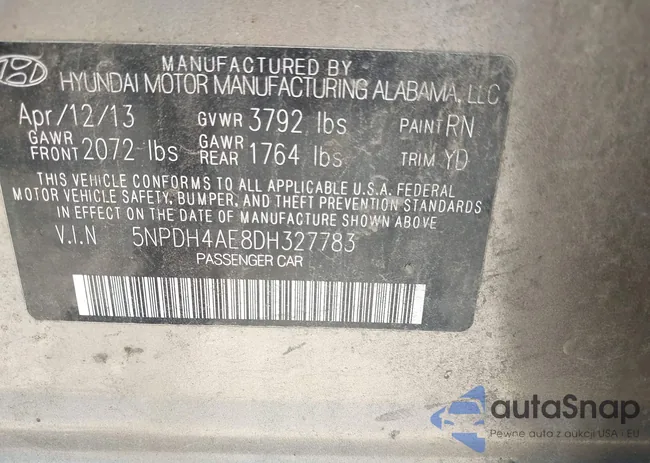 MANUFACTURED BY
HYUNDAI MOTOR MANUFACTURING ALABAMA, LLC
Apr/12/13 GVWR 3792 lbs PAINT RN
GAWR FRONT 2072 lbs GAWR REAR 1764 lbs TRIM YD
THIS VEHICLE CONFORMS TO ALL APPLICABLE U.S.A. FEDERAL
MOTOR VEHICLE SAFETY, BUMPER, AND THEFT PREVENTION STANDARDS
IN EFFECT ON THE DATE OF MANUFACTURE SHOWN ABOVE
V.I.N 5NPDH4AE8DH327783
PASSENGER CAR
autaSnap
Pewne auta z aukcji USA i EU